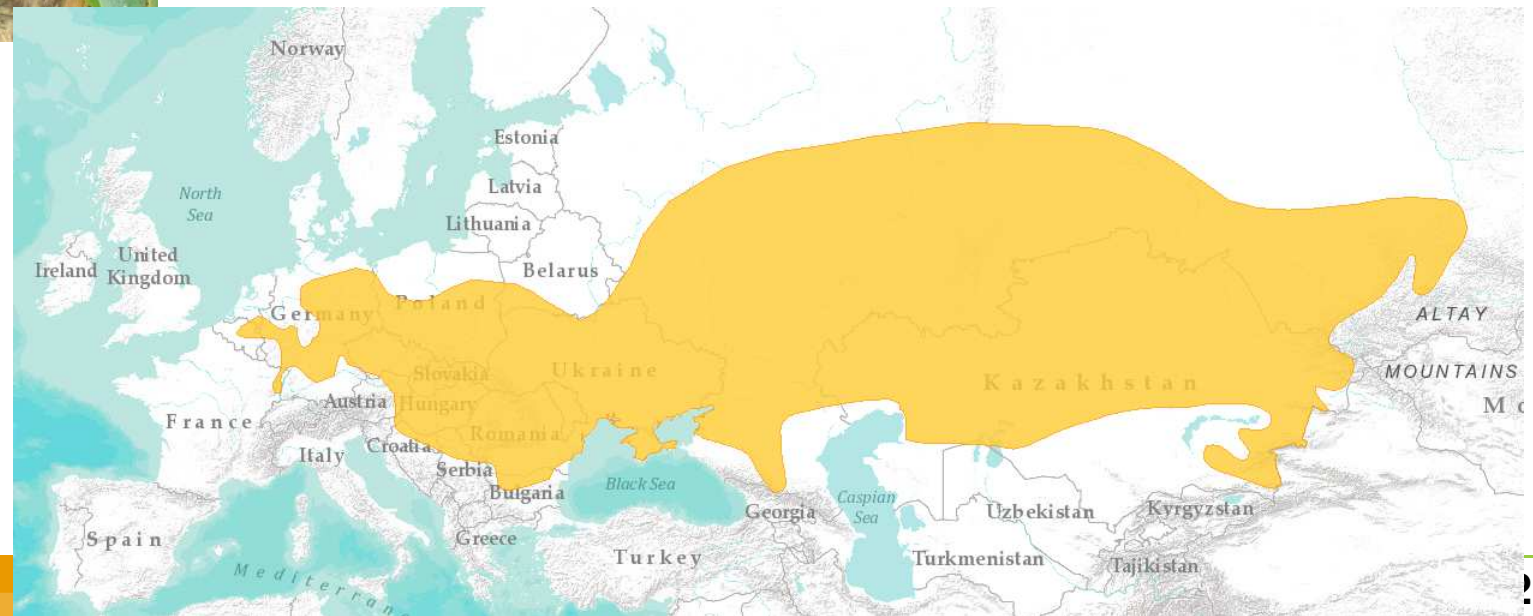 Norway
Estonia
Latvia
North
Sea
Lithuania
Ireland
United
Kingdom
Belarus
Germany
Poland
ALTAY
MOUNTAINS
Slovakia
Ukraine
Kazakhstan
France
Austria
Hungary
Romania
Croatia
Italy
Serbia
Bulgaria
Black Sea
Caspian
Sea
Georgia
Uzbekistan
Kyrgyzstan
Spain
Greece
Turkey
Turkmenistan
Tajikistan